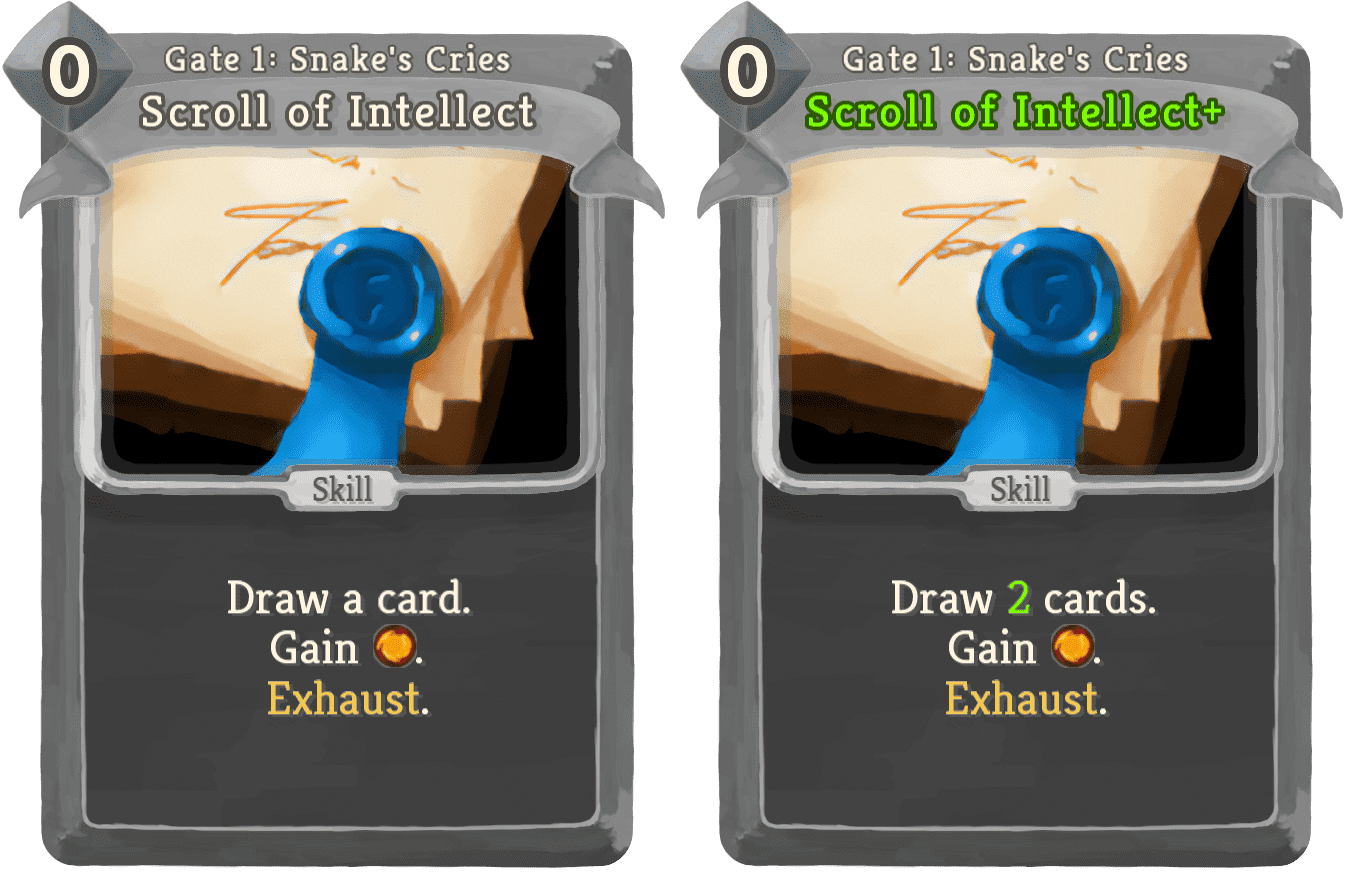 0
Gate 1: Snake's Cries
Scroll of Intellect
Skill
Draw a card.
Gain .
Exhaust.
0
Gate 1: Snake's Cries
Scroll of Intellect+
Skill
Draw 2 cards.
Gain .
Exhaust.